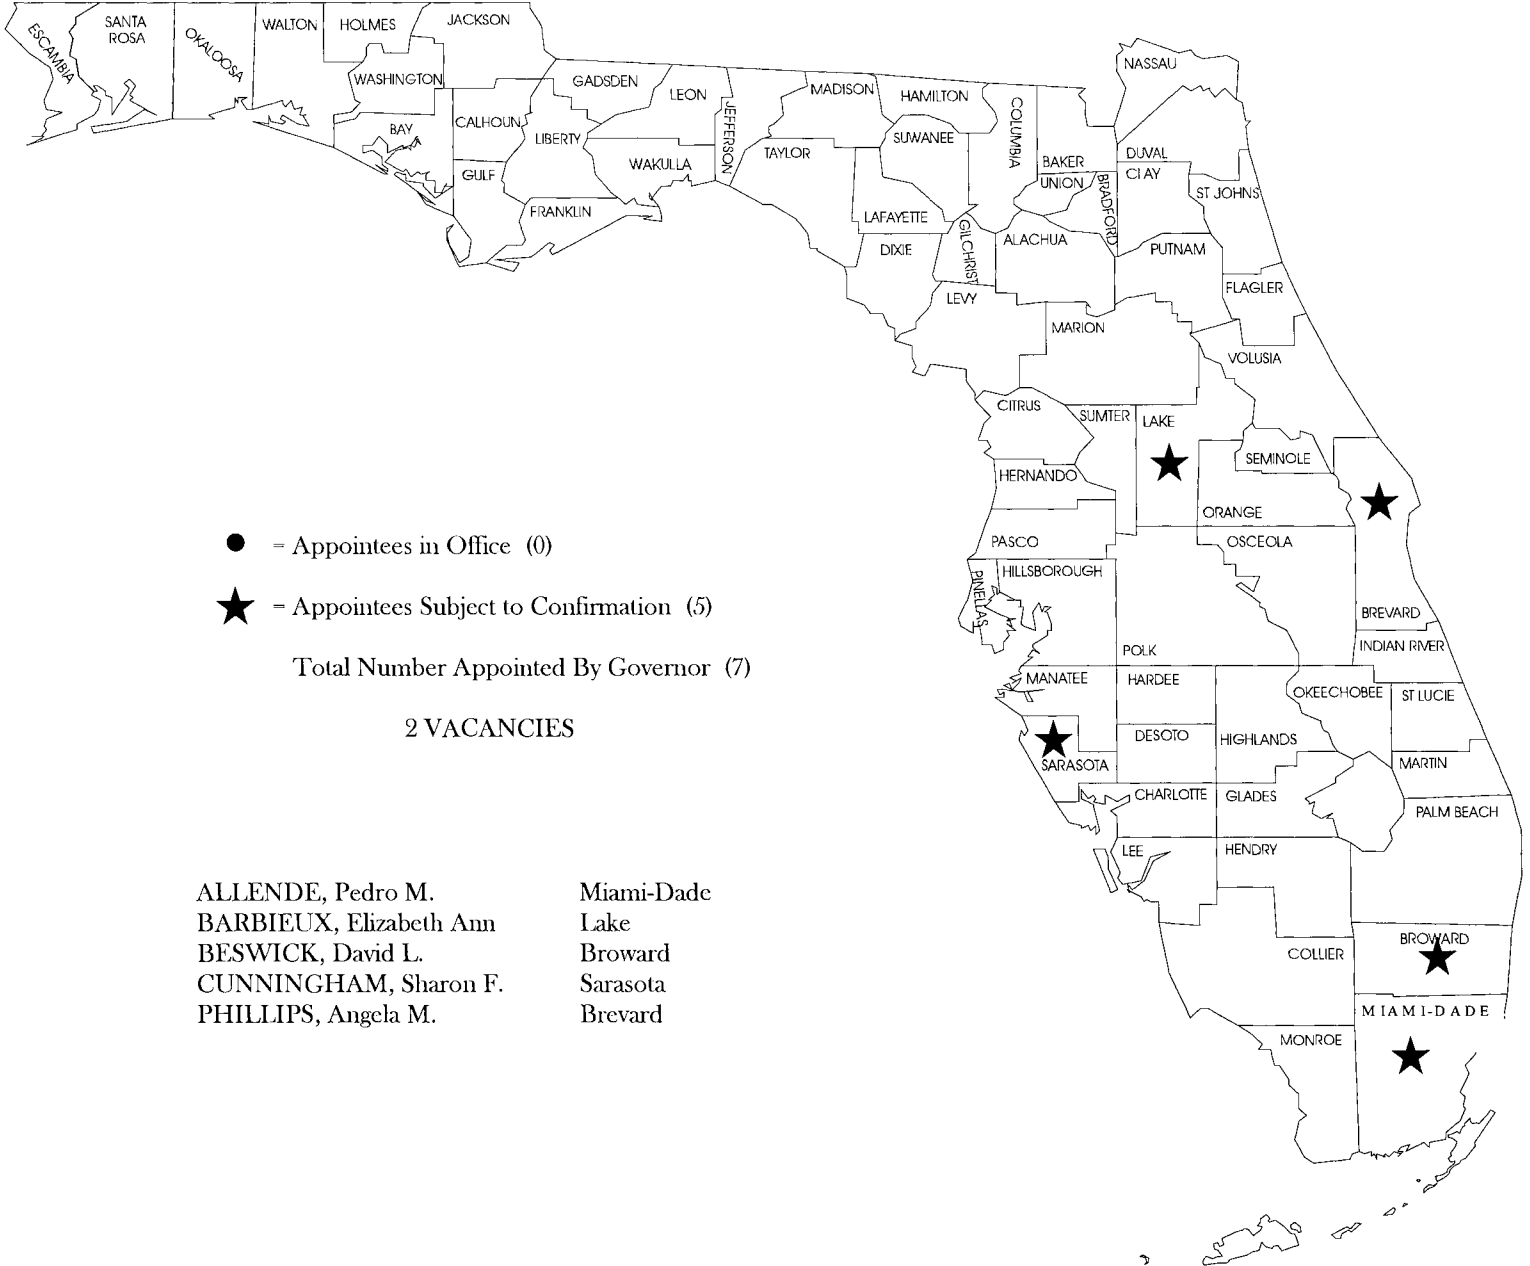 ESCAMBIA
SANTA
ROSA
OKALOOSA
WALTON
HOLMES
JACKSON
WASHINGTON
BAY
CALHOUN
GULF
LIBERTY
GADSDEN
FRANKLIN
LEON
WAKULLA
JEFFERSON
MADISON
TAYLOR
HAMILTON
SUWANEE
LAFAYETTE
DIXIE
COLUMBIA
GILCHRIST
LEVY
NASSAU
BAKER
UNION
BRADFORD
DUVAL
CLAY
ST JOHNS
ALACHUA
PUTNAM
FLAGLER
MARION
VOLUSIA
CITRUS
SUMTER
LAKE
HERNANDO
SEMINOLE
ORANGE
PASCO
OSCEOLA
PINELLAS
HILLSBOROUGH
BREVARD
POLK
INDIAN RIVER
MANATEE
HARDEE
OKEECHOBEE
ST LUCIE
DESOTO
HIGHLANDS
SARASOTA
MARTIN
CHARLOTTE
GLADES
PALM BEACH
LEE
HENDRY
COLLIER
BROWARD
MIAMI-DADE
MONROE
= Appointees in Office (0)
= Appointees Subject to Confirmation (5)
Total Number Appointed By Governor (7)
2 VACANCIES
ALLENDE, Pedro M. Miami-Dade
BARBIEUX, Elizabeth Ann Lake
BESWICK, David L. Broward
CUNNINGHAM, Sharon F. Sarasota
PHILLIPS, Angela M. Brevard